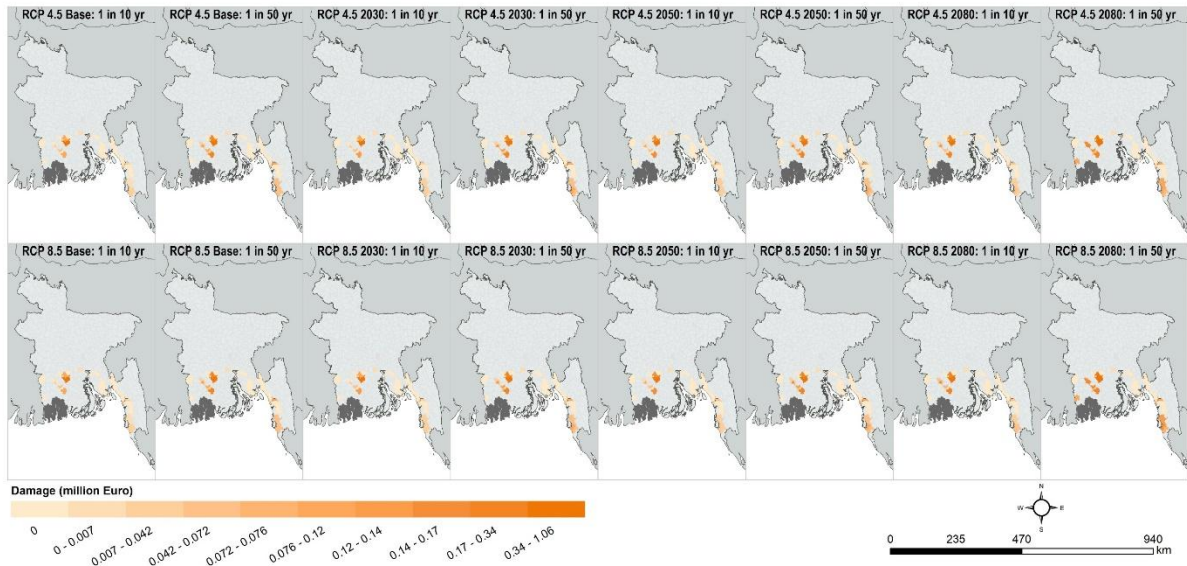 RCP 4.5 Base: 1 in 10 yr
RCP 4.5 Base: 1 in 50 yr
RCP 4.5 2030: 1 in 10 yr
RCP 4.5 2030: 1 in 50 yr
RCP 4.5 2050: 1 in 10 yr
RCP 4.5 2050: 1 in 50 yr
RCP 4.5 2080: 1 in 10 yr
RCP 4.5 2080: 1 in 50 yr
RCP 8.5 Base: 1 in 10 yr
RCP 8.5 Base: 1 in 50 yr
RCP 8.5 2030: 1 in 10 yr
RCP 8.5 2030: 1 in 50 yr
RCP 8.5 2050: 1 in 10 yr
RCP 8.5 2050: 1 in 50 yr
RCP 8.5 2080: 1 in 10 yr
RCP 8.5 2080: 1 in 50 yr
Damage (million Euro)
0
0 - 0.007
0.007 - 0.042
0.042 - 0.072
0.072 - 0.076
0.076 - 0.12
0.12 - 0.14
0.14 - 0.17
0.17 - 0.34
0.34 - 1.06
N
W E
S
0 235 470 940
km